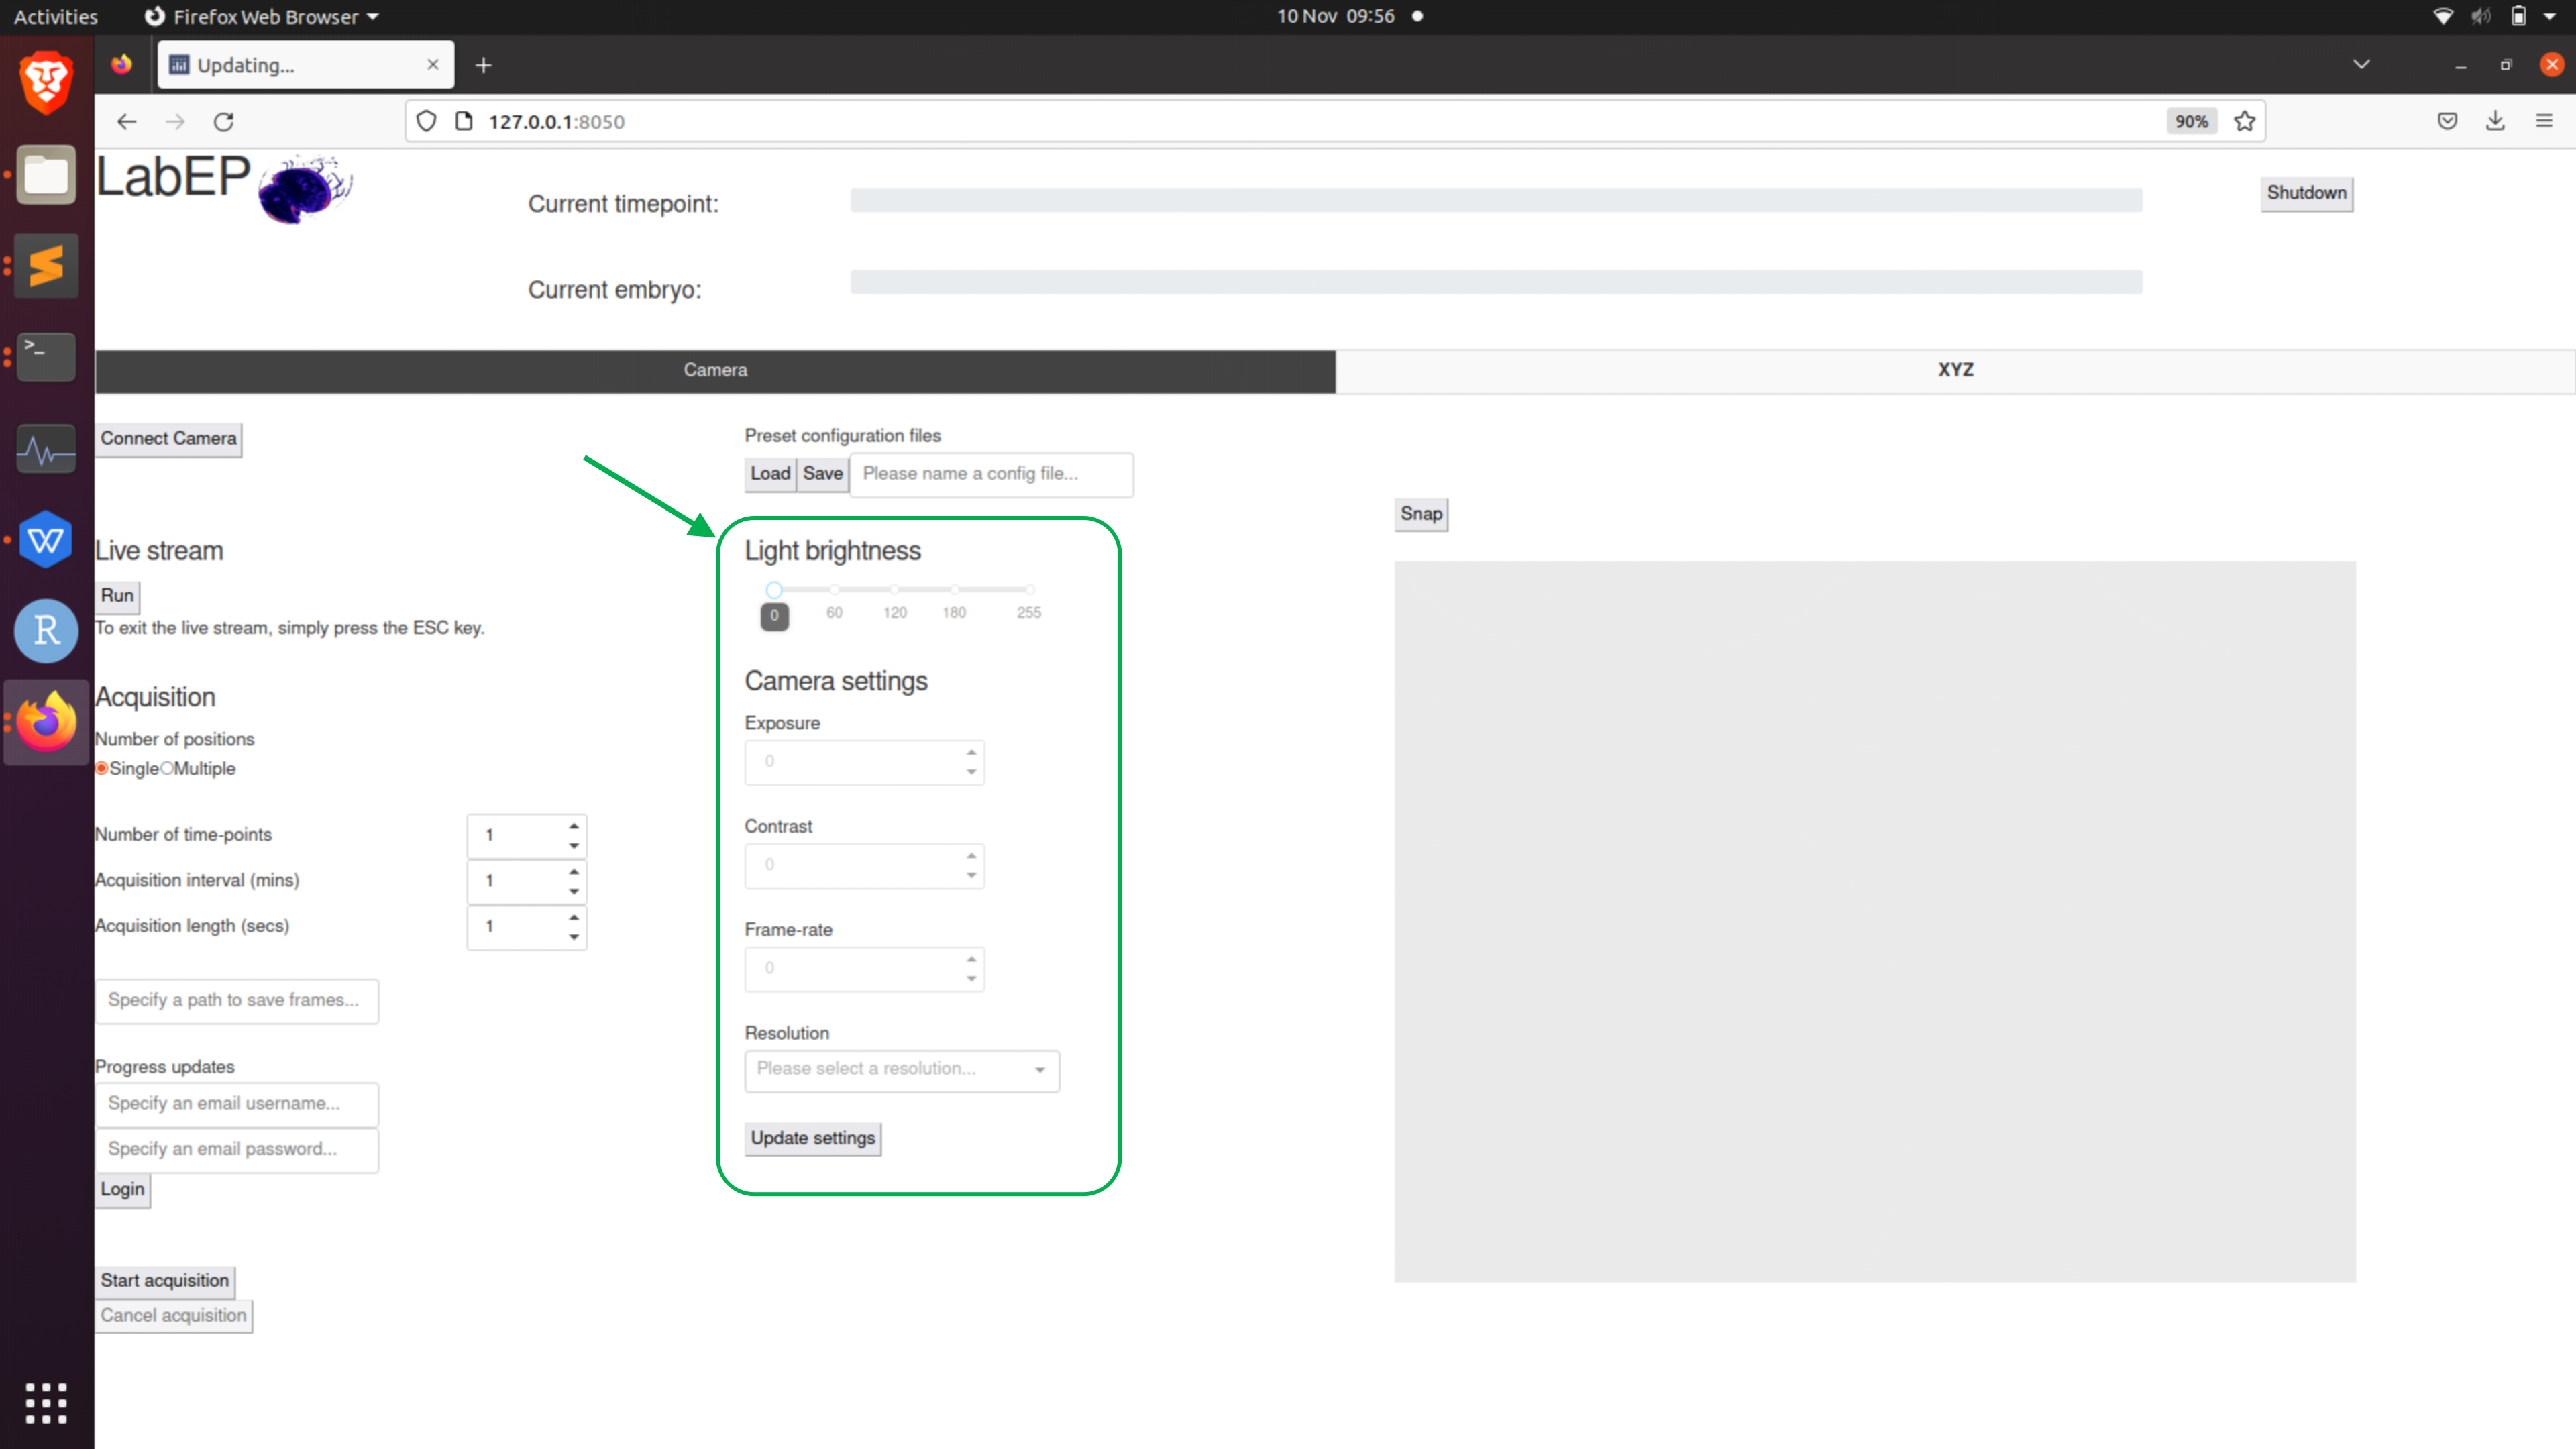 Activities
Firefox Web Browser
10 Nov 09:56
Updating...
127.0.0.1:8050
90%
LabEP
Current timepoint:
Shutdown
Current embryo:
Camera
XYZ
Connect Camera
Preset configuration files
Load
Save
Please name a config file...
Snap
Live stream
Run
To exit the live stream, simply press the ESC key.
Light brightness
0
60
120
180
255
Acquisition
Number of positions
Single
Multiple
Number of time-points
1
Acquisition interval (mins)
1
Acquisition length (secs)
1
Specify a path to save frames...
Progress updates
Specify an email username...
Specify an email password...
Login
Start acquisition
Cancel acquisition
Camera settings
Exposure
0
Contrast
0
Frame-rate
0
Resolution
Please select a resolution...
Update settings
>_
W
R